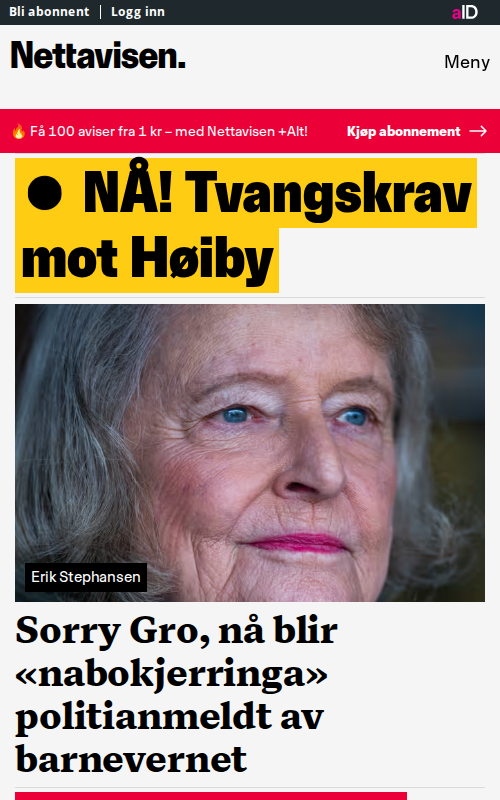 Bli abonnent
Logg inn
aID
Nettavisen.
Meny
🔥 Få 100 aviser fra 1 kr – med Nettavisen +Alt!
Kjøp abonnement →
● NÅ! Tvangskrav
mot Høiby
Erik Stephansen
Sorry Gro, nå blir
«nabokjerringa»
politianmeldt av
barnevernet